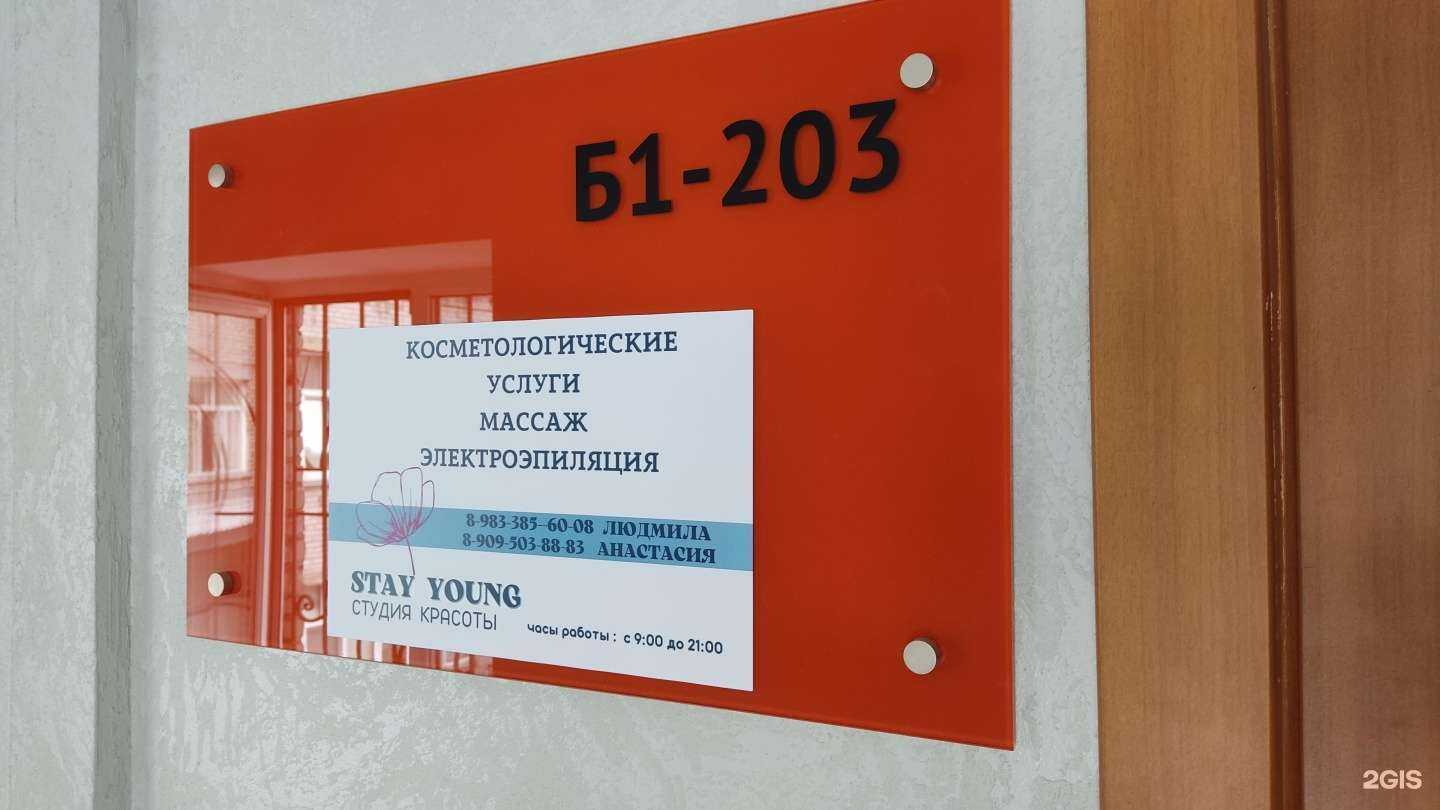 Б1-203
КОСМЕТОЛОГИЧЕСКИЕ
УСЛУГИ
МАССАЖ
ЭЛЕКТРОЭПИЛЯЦИЯ
8-983-385-60-08 ЛЮДМИЛА
8-909-503-88-83 АНАСТАСИЯ
STAY YOUNG
СТУДИЯ КРАСОТЫ
часы работы : с 9:00 до 21:00
2GIS